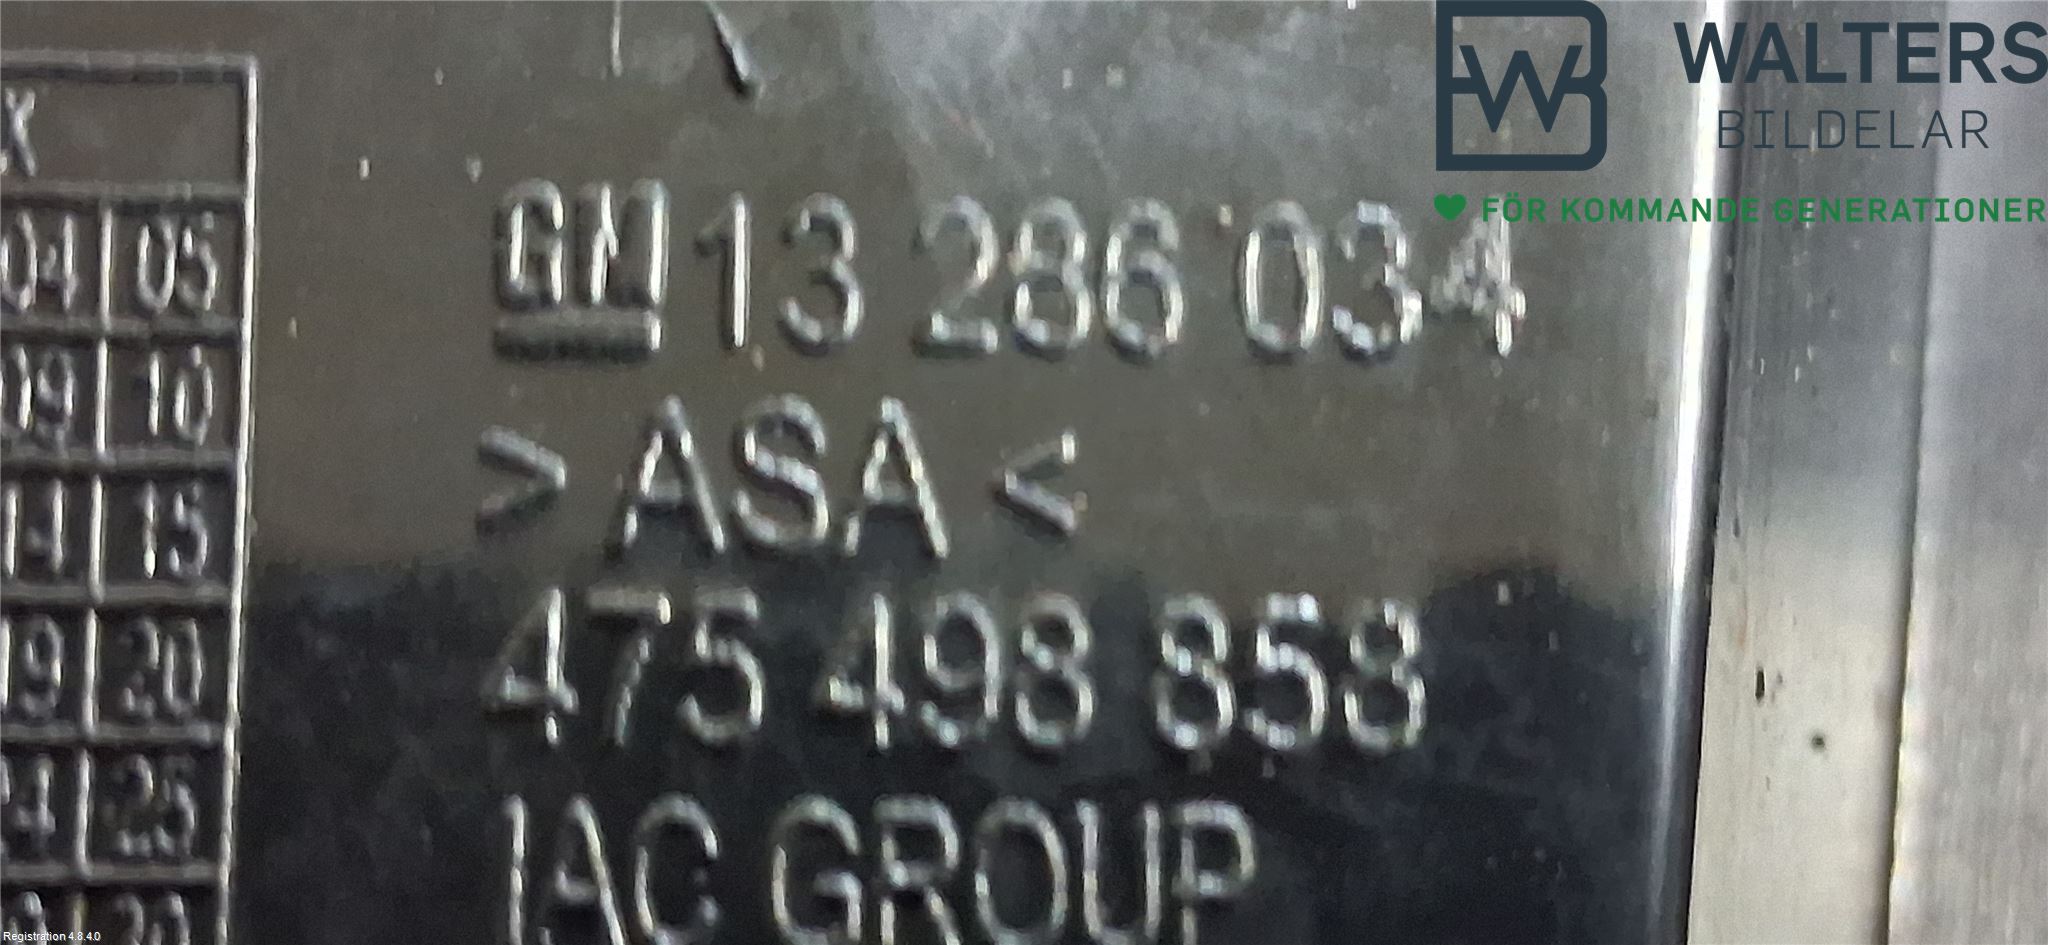 WALTERS
BILDELAR
FÖR KOMMANDE GENERATIONER
X
04 05
GM 13 286 034
09 10
>ASA<
14 15
475 498 858
19 20
24 25
IAC GROUP
30
Registration 4.8.4.0